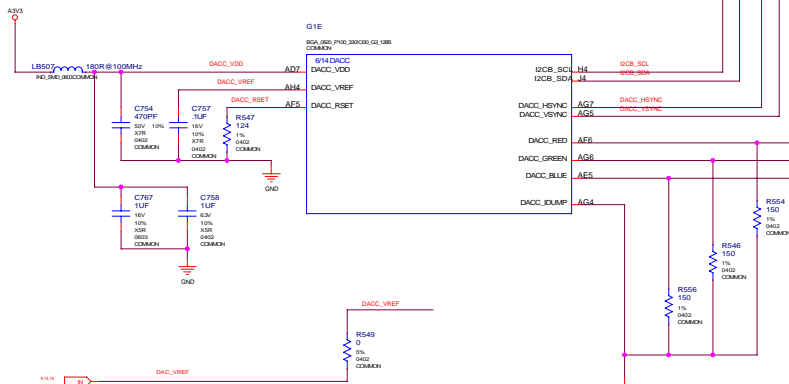 A3V3
G1E
BGA_0820_P100_330X330_G3_128B
COMMON
LB507 180R@100MHz
IND_SMD_0603COMMON
DACC_VDD
AD7 DACC_VDD
6/14 DACC
I2CB_SCL H4 I2CB_SCL
I2CB_SDA J4 I2CB_SDA
DACC_VREF
AH4 DACC_VREF
DACC_RSET
AF5 DACC_RSET
DACC_HSYNC AG7 DACC_HSYNC
DACC_VSYNC AG5 DACC_VSYNC
C754
470PF
50V 10%
X7R
0402
COMMON
C757
.1UF
16V
10%
X7R
0402
COMMON
R547
124
1%
0402
COMMON
GND
DACC_RED AF6
DACC_GREEN AG6
DACC_BLUE AE5
DACC_IDUMP AG4
C767
1UF
16V
10%
X5R
0603
COMMON
C758
1UF
6.3V
10%
X5R
0402
COMMON
GND
R554
150
1%
0402
COMMON
R546
150
1%
0402
COMMON
R556
150
1%
0402
COMMON
DACC_VREF
R549
0
5%
0402
COMMON
DAC_VREF
IN